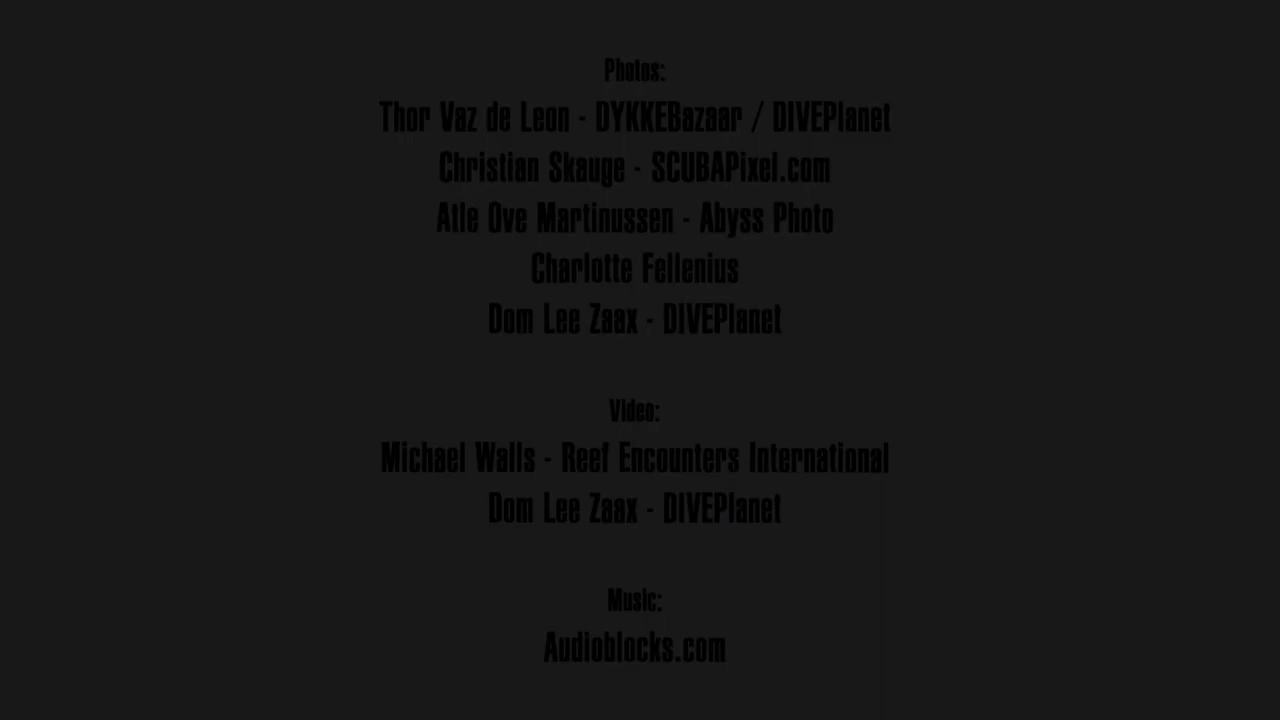 Photos:
Thor Vaz de Leon - DYKKEBazaar / DIVEPlanet
Christian Skauge - SCUBAPixel.com
Atle Ove Martinussen - Abyss Photo
Charlotte Fellenius
Dom Lee Zaax - DIVEPlanet
Video:
Michael Walls - Reef Encounters International
Dom Lee Zaax - DIVEPlanet
Music:
Audioblocks.com